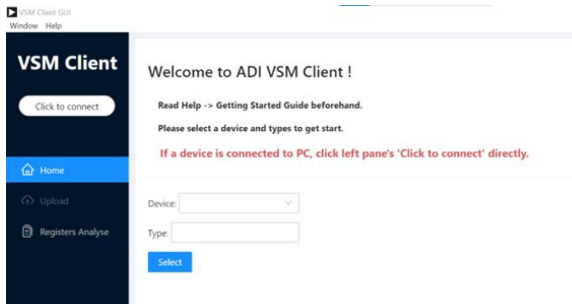 VSM Client GUI
Window Help
VSM Client
Click to connect
Home
Upload
Registers Analyse
Welcome to ADI VSM Client !
Read Help -> Getting Started Guide beforehand.
Please select a device and types to get start.
If a device is connected to PC, click left pane's 'Click to connect' directly.
Device:
Type:
Select